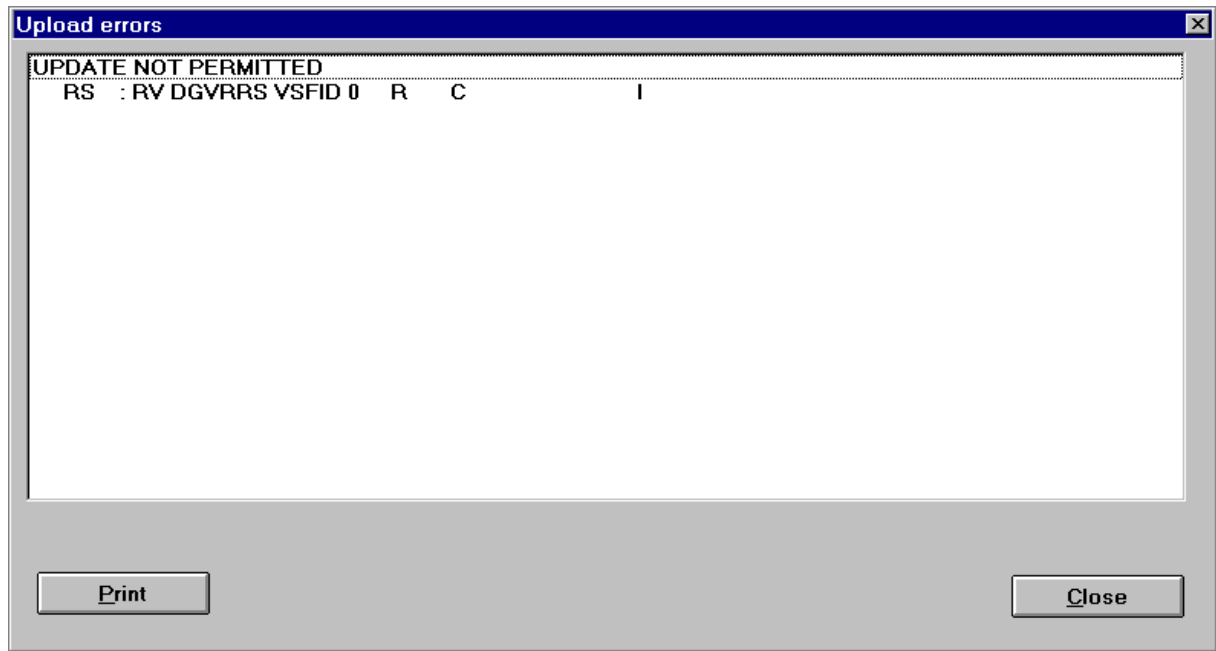 Upload errors
UPDATE NOT PERMITTED
RS : RV DGVRRS VSFID 0 R C I
Print
Close